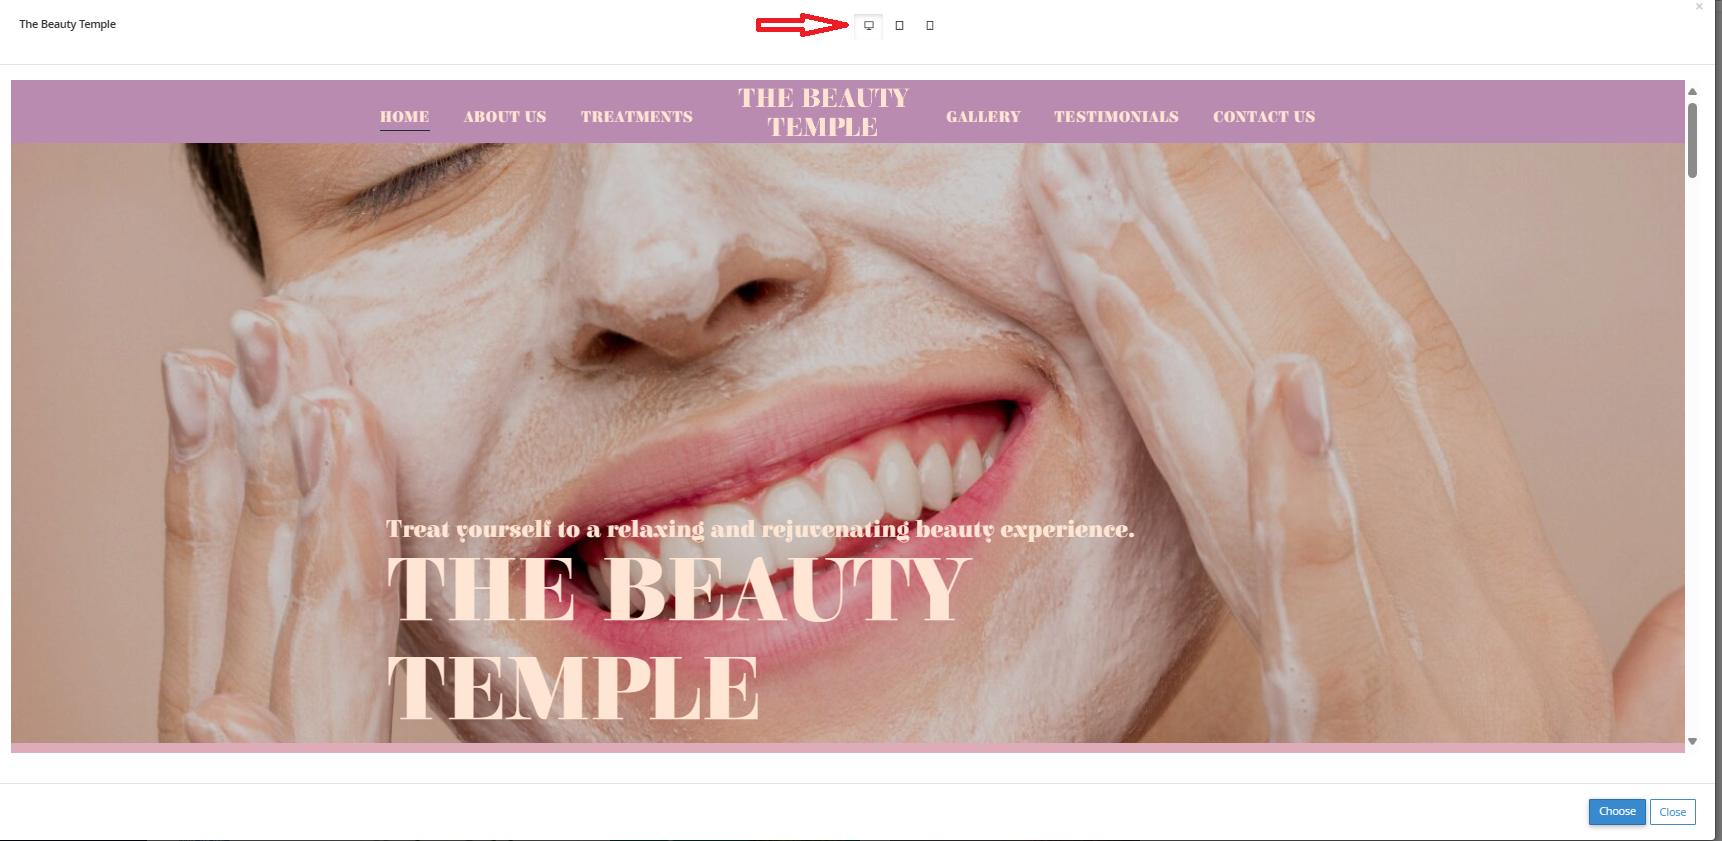 The Beauty Temple
HOME ABOUT US TREATMENTS THE BEAUTY TEMPLE GALLERY TESTIMONIALS CONTACT US
Treat yourself to a relaxing and rejuvenating beauty experience.
THE BEAUTY
TEMPLE
Choose Close